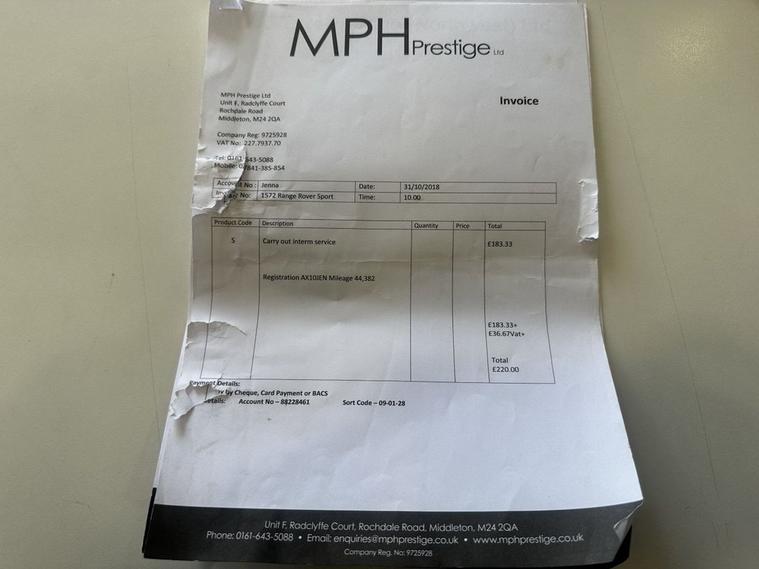 MPH Prestige Ltd
MPH Prestige Ltd
Unit F, Radclyffe Court
Rochdale Road
Middleton, M24 2QA
Invoice
Company Reg: 9725928
VAT No: 227.7937.70
Tel: 0161-643-5088
Mobile: 07841-385-854
Account No: Jenna Date: 31/10/2018
No: 1572 Range Rover Sport Time: 10.00
Product Code Description Quantity Price Total
S Carry out interm service £183.33
Registration AX10JEN Mileage 44,382
£183.33+
£36.67Vat+
Total
£220.00
Payment Details:
by Cheque, Card Payment or BACS
Account No – 88228461 Sort Code – 09-01-28
Unit F, Radclyffe Court, Rochdale Road, Middleton, M24 2QA
Phone: 0161-643-5088 • Email: enquiries@mphprestige.co.uk • www.mphprestige.co.uk
Company Reg. No: 9725928